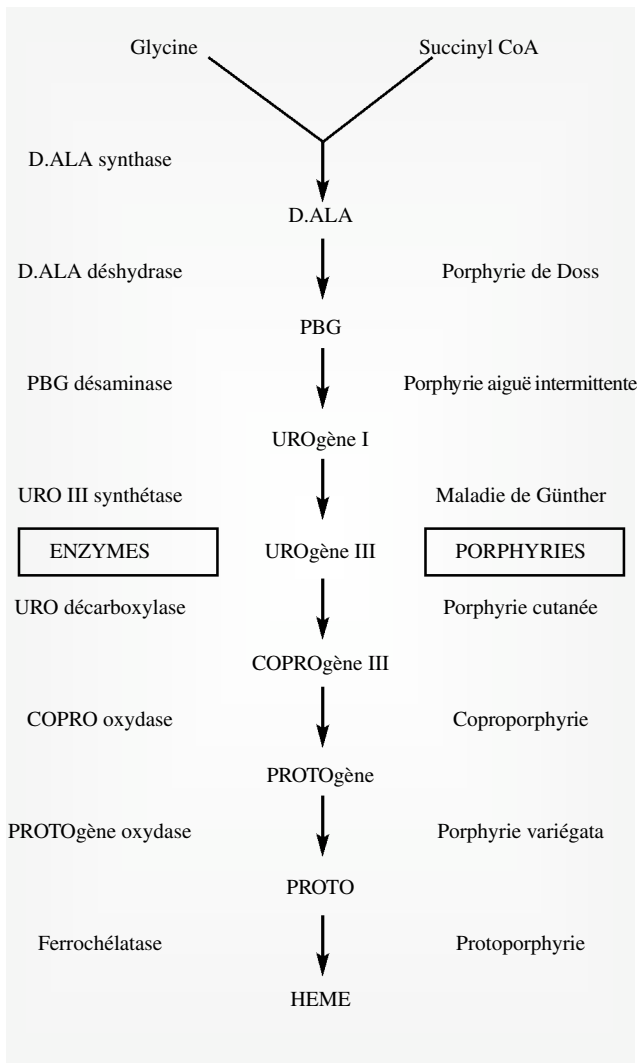 Glycine Succinyl CoA
D.ALA synthase
D.ALA
D.ALA déshydrase Porphyrie de Doss
PBG
PBG désaminase Porphyrie aiguë intermittente
UROgène I
URO III synthétase Maladie de Günther
ENZYMES UROgène III PORPHYRIES
URO décarboxylase Porphyrie cutanée
COPROgène III
COPRO oxydase Coproporphyrie
PROTOgène
PROTOgène oxydase Porphyrie variégata
PROTO
Ferrochélatase Protoporphyrie
HEME